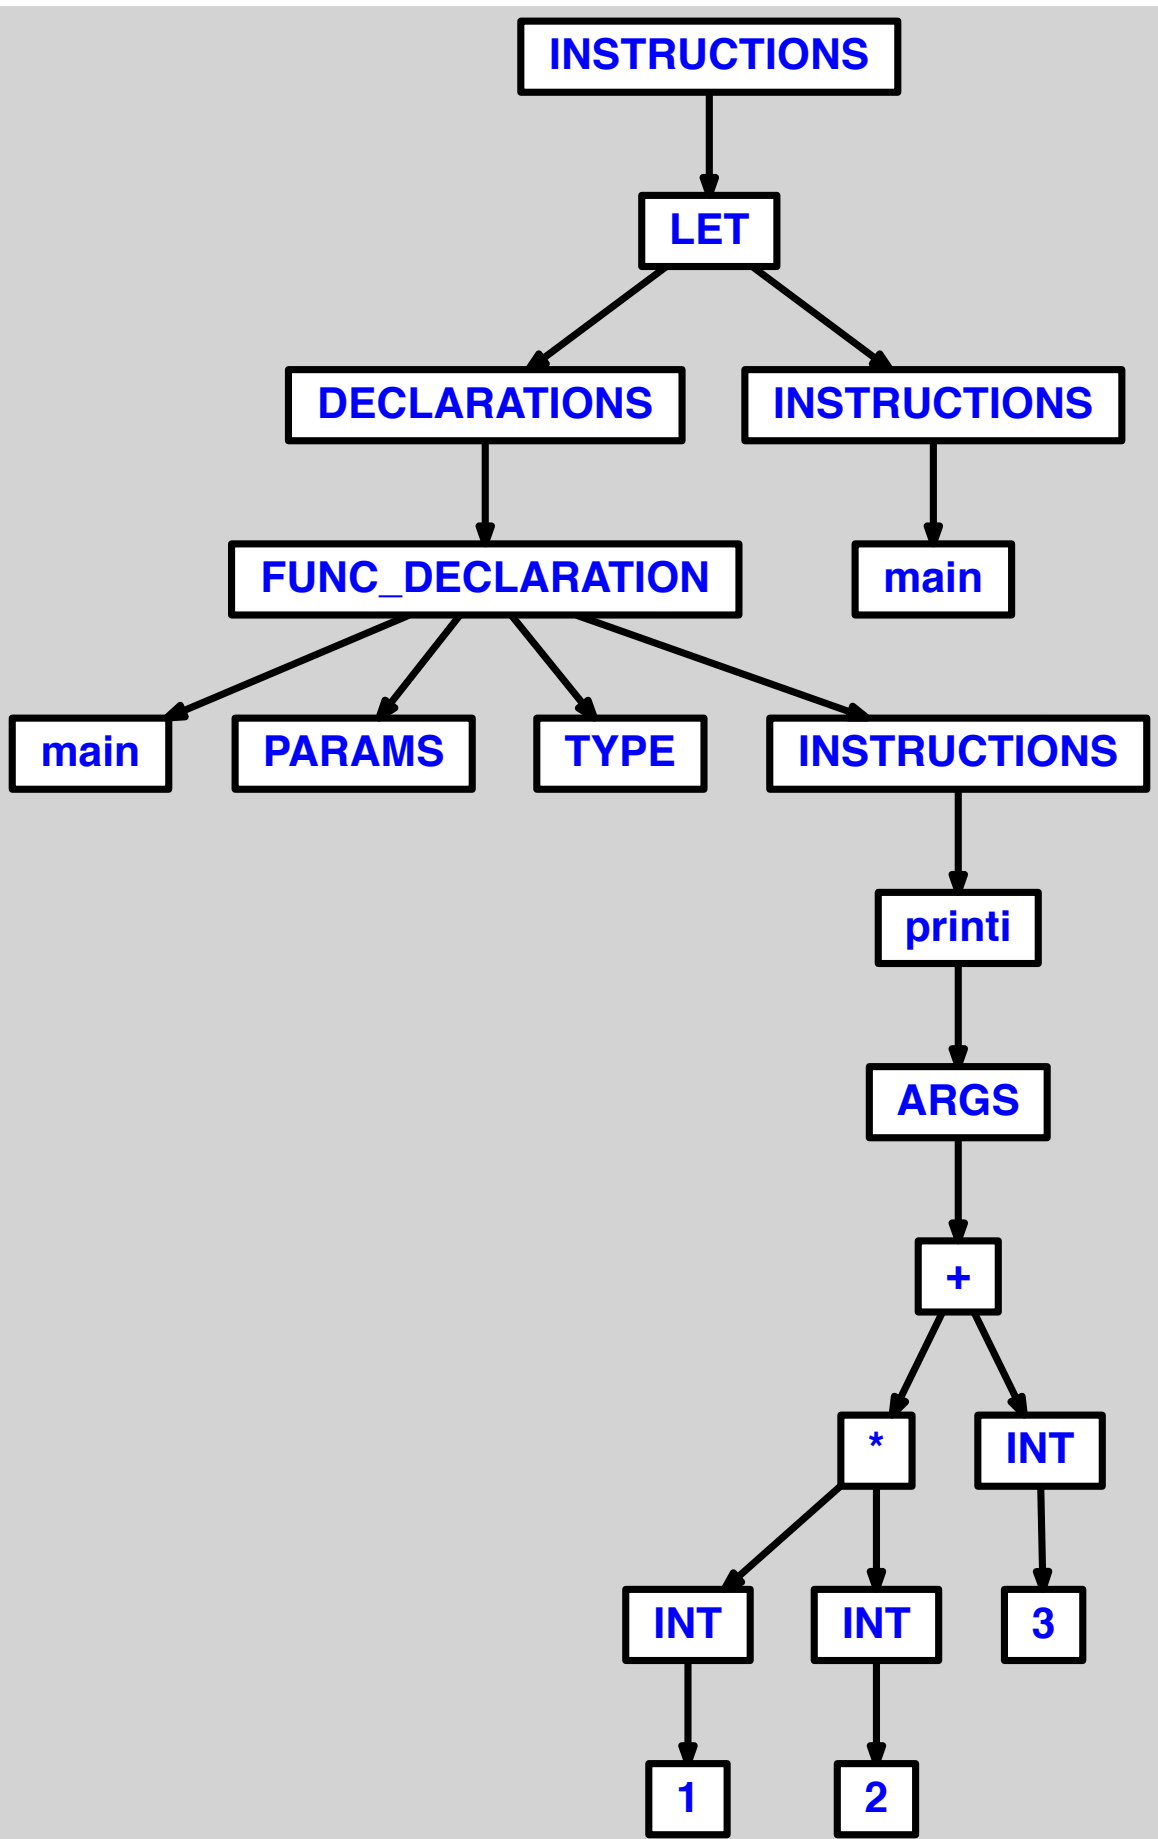 INSTRUCTIONS
LET
DECLARATIONS
INSTRUCTIONS
FUNC_DECLARATION
main
main
PARAMS
TYPE
INSTRUCTIONS
printi
ARGS
+
*
INT
INT
INT
3
1
2